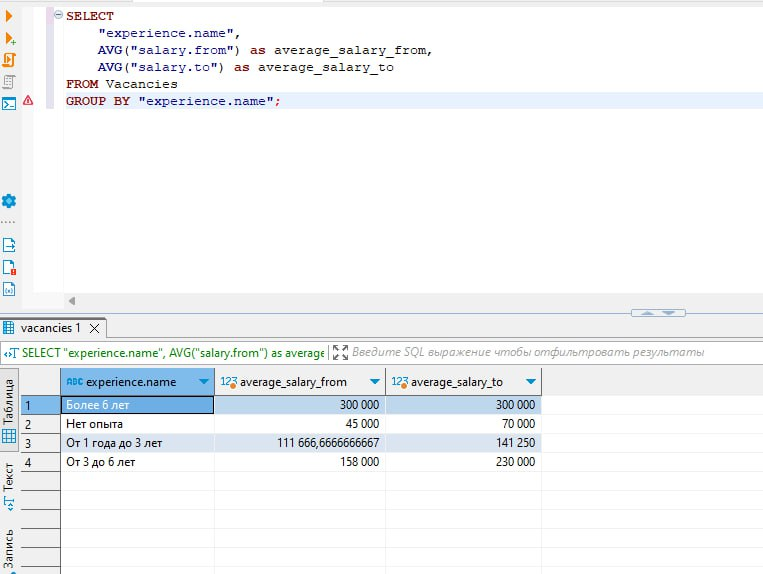 SELECT
"experience.name",
AVG("salary.from") as average_salary_from,
AVG("salary.to") as average_salary_to
FROM Vacancies
GROUP BY "experience.name";
vacancies 1
SELECT "experience.name", AVG("salary.from") as average
Введите SQL выражение чтобы отфильтровать результаты
Таблица
Текст
Запись
ABC experience.name 123 average_salary_from 123 average_salary_to
1 Более 6 лет 300 000 300 000
2 Нет опыта 45 000 70 000
3 От 1 года до 3 лет 111 666,6666666667 141 250
4 От 3 до 6 лет 158 000 230 000